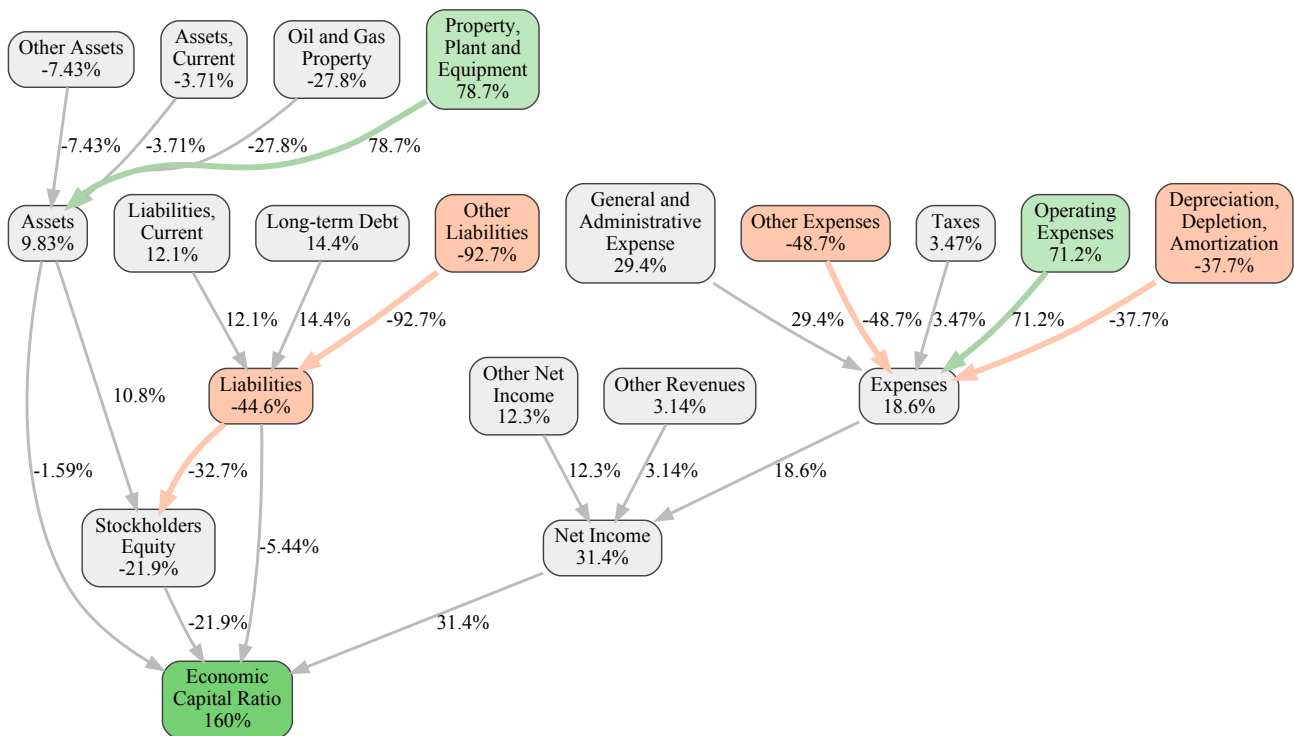 Other Assets
-7.43%
Assets,
Current
-3.71%
Oil and Gas
Property
-27.8%
Property,
Plant and
Equipment
78.7%
-7.43%
-3.71%
-27.8%
78.7%
Assets
9.83%
Liabilities,
Current
12.1%
Long-term Debt
14.4%
Other
Liabilities
-92.7%
General and
Administrative
Expense
29.4%
Other Expenses
-48.7%
Taxes
3.47%
Operating
Expenses
71.2%
Depreciation,
Depletion,
Amortization
-37.7%
12.1%
14.4%
-92.7%
29.4%
-48.7%
3.47%
71.2%
-37.7%
Liabilities
-44.6%
Other Net
Income
12.3%
Other Revenues
3.14%
Expenses
18.6%
10.8%
-1.59%
-32.7%
-5.44%
12.3%
3.14%
18.6%
Stockholders
Equity
-21.9%
Net Income
31.4%
-21.9%
31.4%
Economic
Capital Ratio
160%